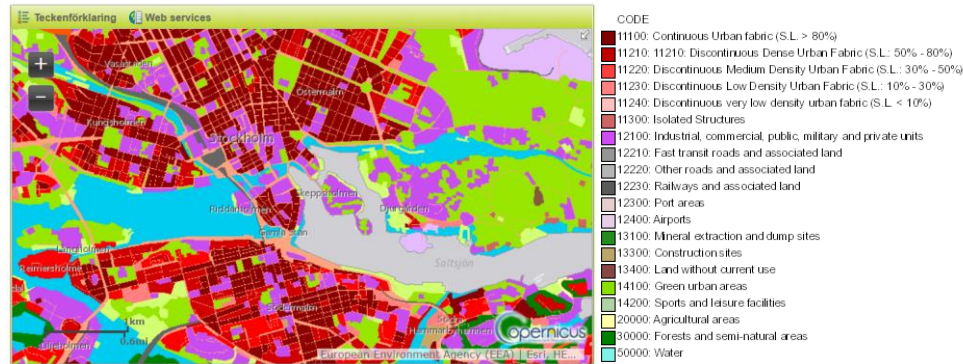 Teckenförklaring Web services
Vasastaden
Östermalm
Kungsholmen
Stockholm
Skeppsholmen
Djurgården
Riddarholmen
Gamla Stan
Långholmen
Saltsjön
Reimersholme
Södermalm
Södra
Hammarbyhamnen
1km
0.6mi
Liljeholmen
Copernicus
European Environment Agency (EEA) | Esri, HE...
CODE
11100: Continuous Urban fabric (S.L. > 80%)
11210: 11210: Discontinuous Dense Urban Fabric (S.L.: 50% - 80%)
11220: Discontinuous Medium Density Urban Fabric (S.L.: 30% - 50%)
11230: Discontinuous Low Density Urban Fabric (S.L.: 10% - 30%)
11240: Discontinuous very low density urban fabric (S.L. < 10%)
11300: Isolated Structures
12100: Industrial, commercial, public, military and private units
12210: Fast transit roads and associated land
12220: Other roads and associated land
12230: Railways and associated land
12300: Port areas
12400: Airports
13100: Mineral extraction and dump sites
13300: Construction sites
13400: Land without current use
14100: Green urban areas
14200: Sports and leisure facilities
20000: Agricultural areas
30000: Forests and semi-natural areas
50000: Water